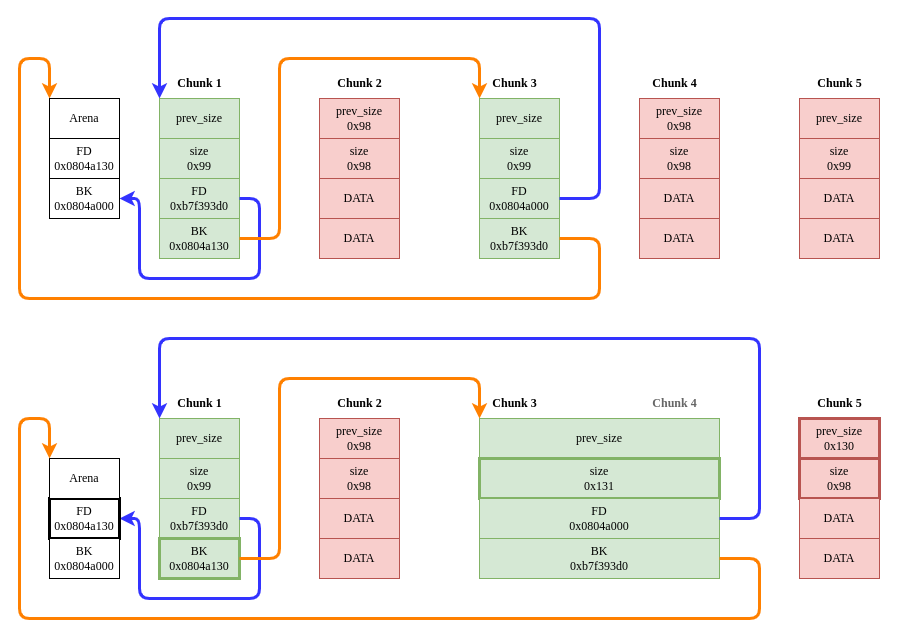 Chunk 1
Chunk 2
Chunk 3
Chunk 4
Chunk 5
Arena
FD
0x0804a130
BK
0x0804a000
prev_size
size
0x99
FD
0xb7f393d0
BK
0x0804a130
prev_size
0x98
size
0x98
DATA
DATA
prev_size
size
0x99
FD
0x0804a000
BK
0xb7f393d0
prev_size
0x98
size
0x98
DATA
DATA
prev_size
size
0x99
DATA
DATA
Chunk 1
Chunk 2
Chunk 3
Chunk 4
Chunk 5
Arena
FD
0x0804a130
BK
0x0804a000
prev_size
size
0x99
FD
0xb7f393d0
BK
0x0804a130
prev_size
0x98
size
0x98
DATA
DATA
prev_size
size
0x131
FD
0x0804a000
BK
0xb7f393d0
prev_size
0x130
size
0x98
DATA
DATA